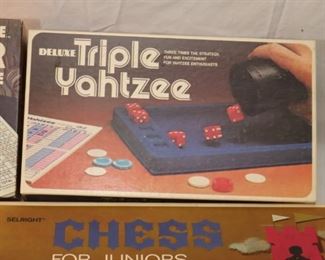 DELUXE Triple
Yahtzee
THREE TIMES THE STRATEGY,
FUN AND EXCITEMENT
FOR YAHTZEE ENTHUSIASTS
E..
R
E
SELRIGHT
CHESS
FOR JUNIORS